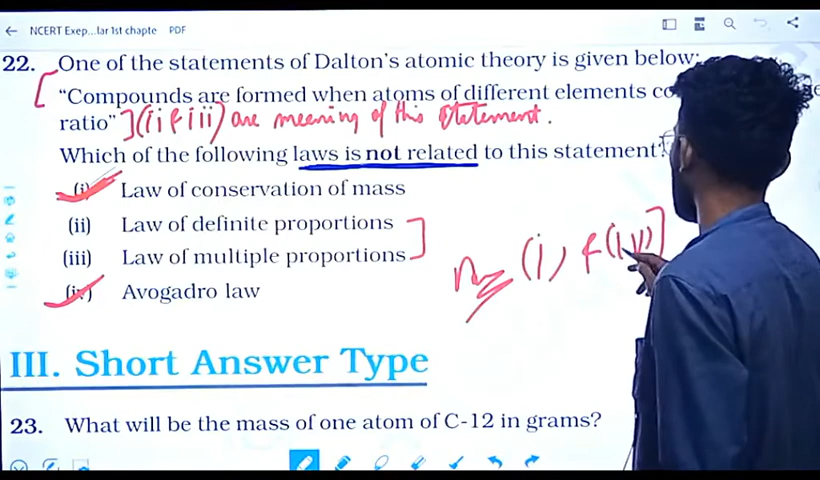 NCERT Exep...lar 1st chapte PDF
22. One of the statements of Dalton's atomic theory is given below:
"Compounds are formed when atoms of different elements
ratio" ](ii & iii) are meaning of this statement.
Which of the following laws is not related to this statement?
(i) Law of conservation of mass
(ii) Law of definite proportions
(iii) Law of multiple proportions
(iv) Avogadro law
(i) & (iv)
III. Short Answer Type
23. What will be the mass of one atom of C-12 in grams?